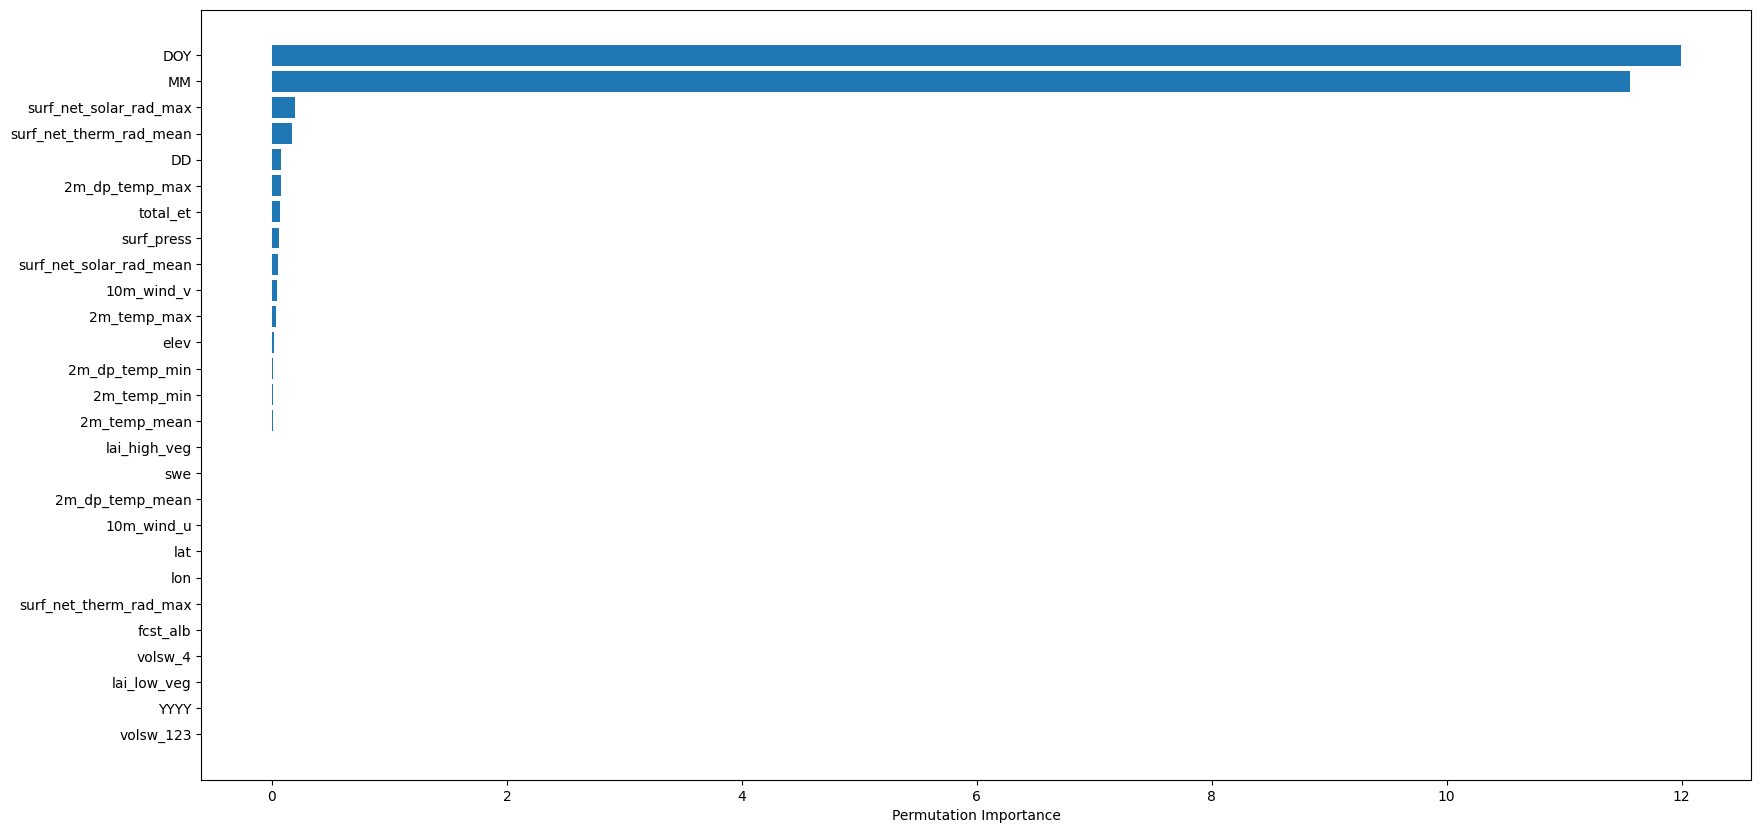 DOY
MM
surf_net_solar_rad_max
surf_net_therm_rad_mean
DD
2m_dp_temp_max
total_et
surf_press
surf_net_solar_rad_mean
10m_wind_v
2m_temp_max
elev
2m_dp_temp_min
2m_temp_min
2m_temp_mean
lai_high_veg
swe
2m_dp_temp_mean
10m_wind_u
lat
lon
surf_net_therm_rad_max
fcst_alb
volsw_4
lai_low_veg
YYYY
volsw_123
0 2 4 6 8 10 12
Permutation Importance